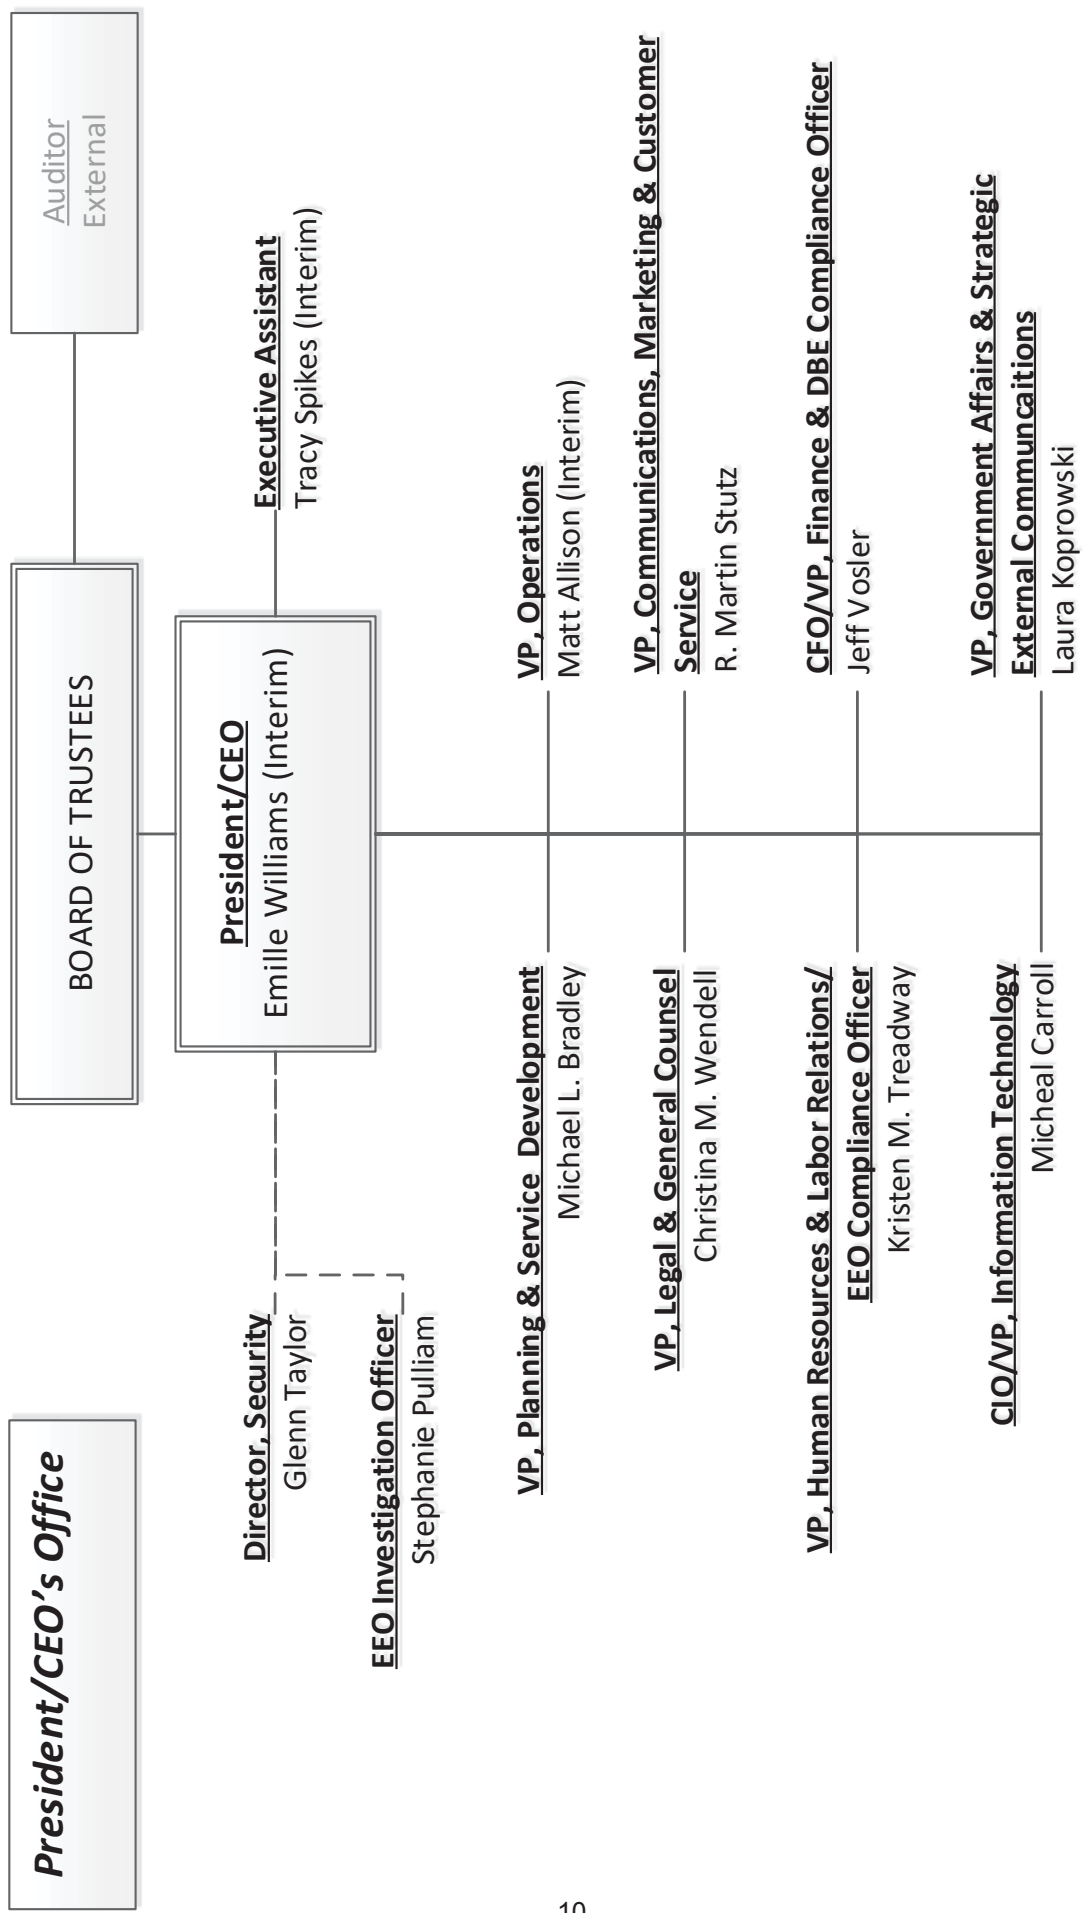 President/CEO's Office
BOARD OF TRUSTEES
Auditor
External
President/CEO
Emille Williams (Interim)
Executive Assistant
Tracy Spikes (Interim)
Director, Security
Glenn Taylor
EEO Investigation Officer
Stephanie Pulliam
VP, Planning & Service Development
Michael L. Bradley
VP, Operations
Matt Allison (Interim)
VP, Legal & General Counsel
Christina M. Wendell
VP, Communications, Marketing & Customer
Service
R. Martin Stutz
VP, Human Resources & Labor Relations/
EEO Compliance Officer
Kristen M. Treadway
CFO/VP, Finance & DBE Compliance Officer
Jeff Vosler
CIO/VP, Information Technology
Micheal Carroll
VP, Government Affairs & Strategic
External Communcaitions
Laura Koprowski
10